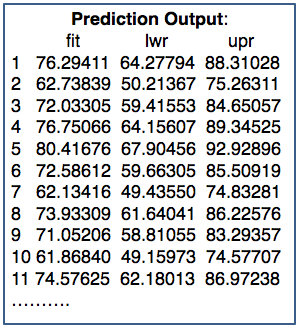 Prediction Output:
fit lwr upr
1 76.29411 64.27794 88.31028
2 62.73839 50.21367 75.26311
3 72.03305 59.41553 84.65057
4 76.75066 64.15607 89.34525
5 80.41676 67.90456 92.92896
6 72.58612 59.66305 85.50919
7 62.13416 49.43550 74.83281
8 73.93309 61.64041 86.22576
9 71.05206 58.81055 83.29357
10 61.86840 49.15973 74.57707
11 74.57625 62.18013 86.97238
..........